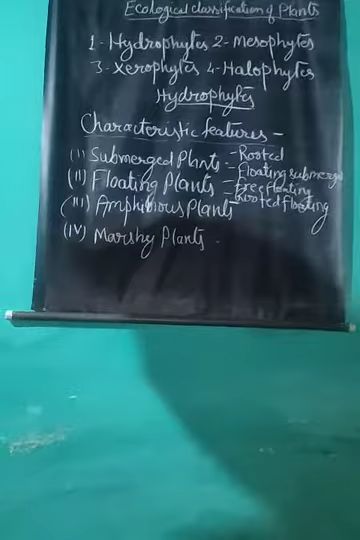 Ecological classification of Plants
1 - Hydrophytes 2 - Mesophytes
3 - Xerophytes 4 - Halophytes
Hydrophytes
Characteristic features -
(I) Submerged Plants - - Rooted
- Floating submerged
(II) Floating Plants - - Free floating
- Rooted floating
(III) Amphibious Plants
(IV) Marshy Plants -